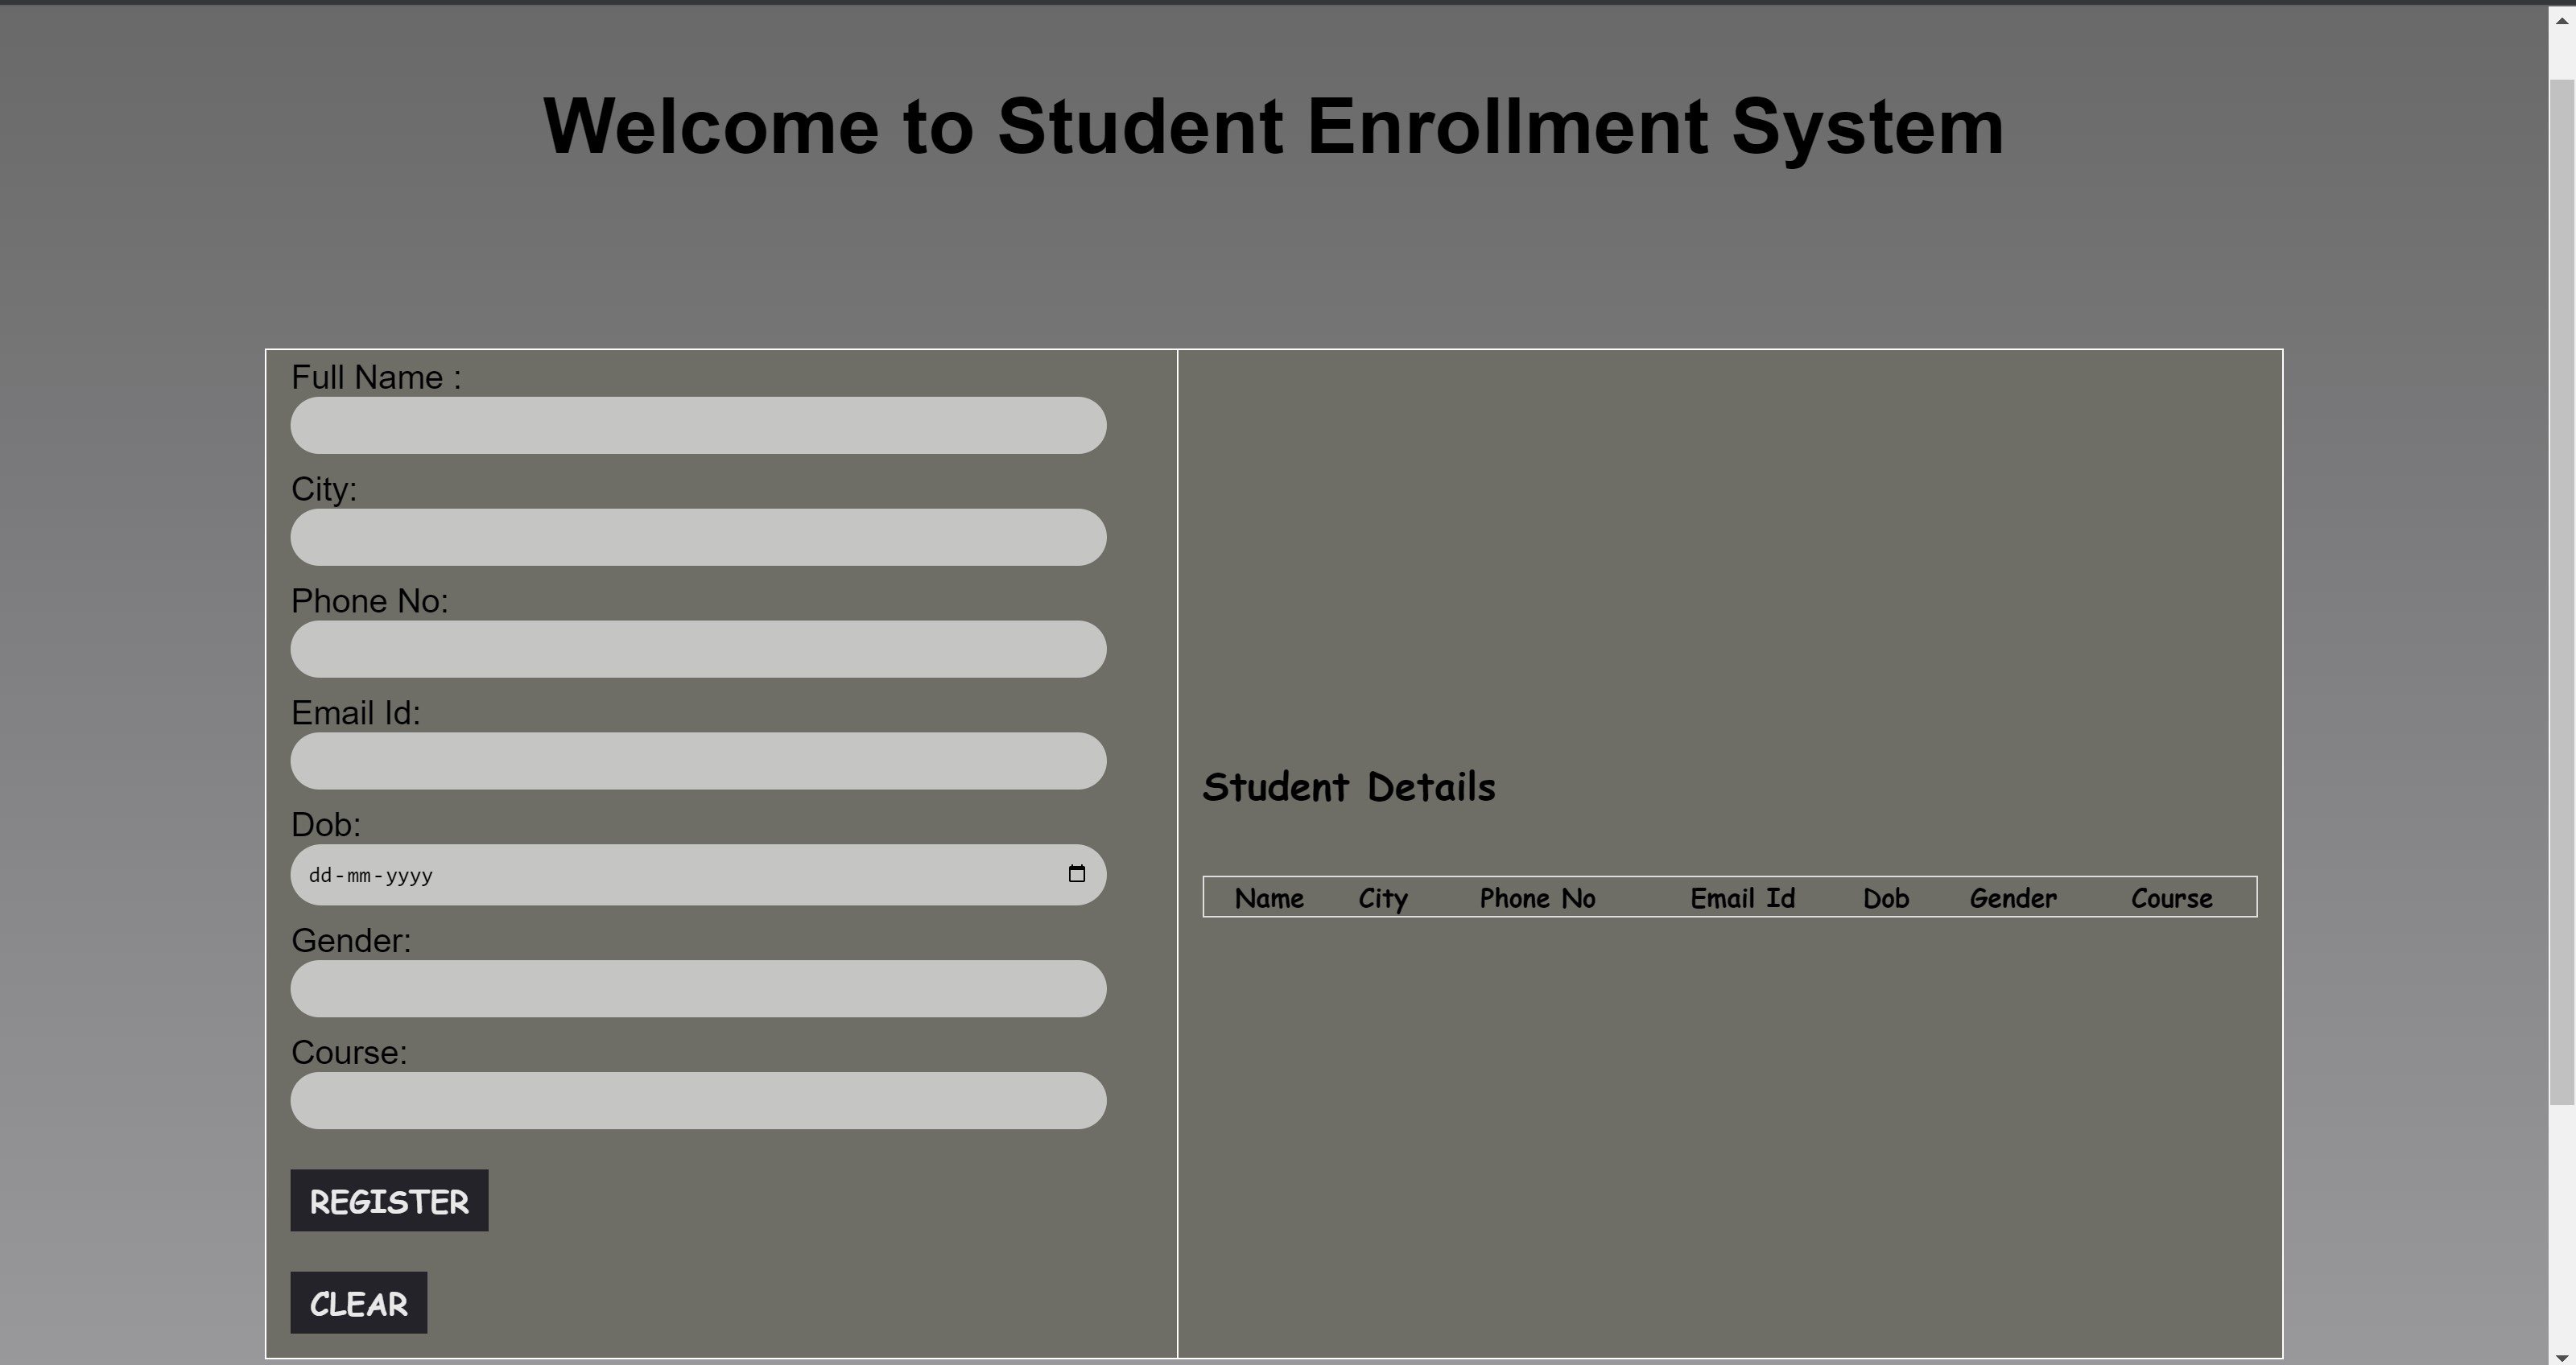 Welcome to Student Enrollment System
Full Name :
City:
Phone No:
Email Id:
Dob:
dd-mm-yyyy
Gender:
Course:
REGISTER
CLEAR
Student Details
Name City Phone No Email Id Dob Gender Course